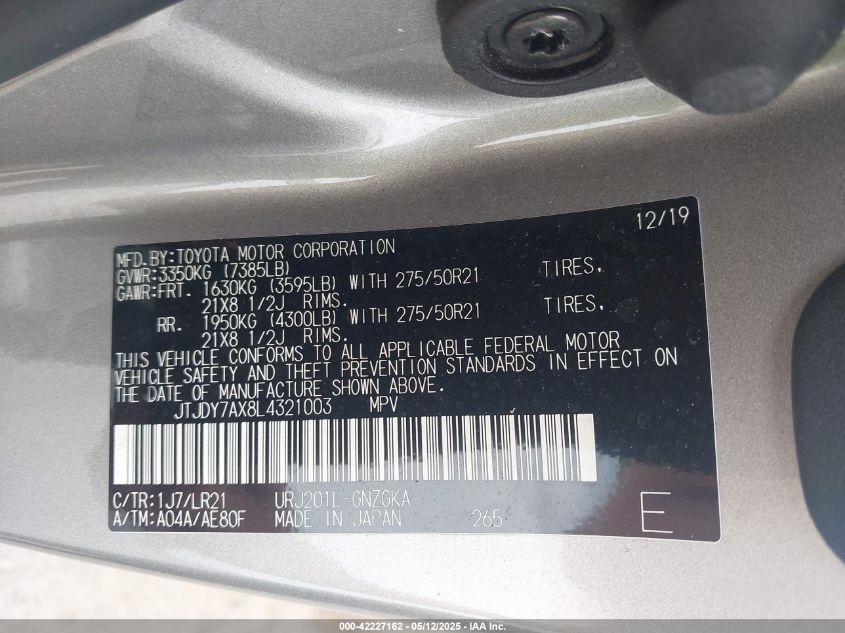 12/19
MFD.BY:TOYOTA MOTOR CORPORATION
GVWR:3350KG (7385LB)
GAWR:FRT. 1630KG (3595LB) WITH 275/50R21 TIRES,
21X8 1/2J RIMS.
RR. 1950KG (4300LB) WITH 275/50R21 TIRES,
21X8 1/2J RIMS.
THIS VEHICLE CONFORMS TO ALL APPLICABLE FEDERAL MOTOR
VEHICLE SAFETY AND THEFT PREVENTION STANDARDS IN EFFECT ON
THE DATE OF MANUFACTURE SHOWN ABOVE.
JTJDY7AX8L4321003 MPV
C/TR:1J7/LR21 URJ201L-GNZGKA
A/TM:A04A/AE80F MADE IN JAPAN 265 E
000-42227162 - 05/12/2025 - IAA Inc.